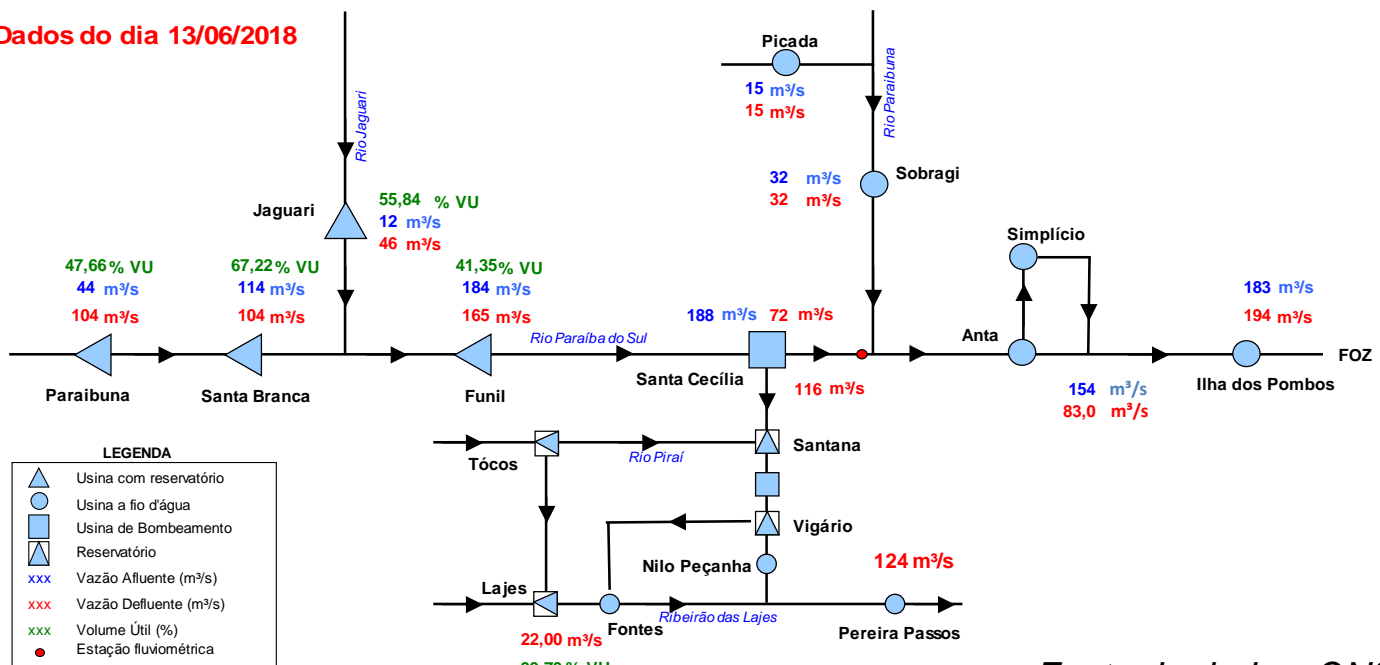 Dados do dia 13/06/2018
Picada
15 m³/s
15 m³/s
Rio Paraibuna
Rio Jaguari
Sobragi
32 m³/s
32 m³/s
Jaguari
55,84 % VU
12 m³/s
46 m³/s
Simplício
47,66 % VU
44 m³/s
104 m³/s
67,22 % VU
114 m³/s
104 m³/s
41,35 % VU
184 m³/s
165 m³/s
188 m³/s 72 m³/s
183 m³/s
194 m³/s
Rio Paraíba do Sul
Anta
FOZ
Paraibuna
Santa Branca
Funil
Santa Cecília
116 m³/s
154 m³/s
83,0 m³/s
Ilha dos Pombos
Tócos
Rio Piraí
Santana
Vigário
Nilo Peçanha
124 m³/s
Lajes
Fontes
Ribeirão das Lajes
Pereira Passos
22,00 m³/s
LEGENDA
Usina com reservatório
Usina a fio d'água
Usina de Bombeamento
Reservatório
xxx Vazão Afluente (m³/s)
xxx Vazão Defluente (m³/s)
xxx Volume Útil (%)
Estação fluviométrica